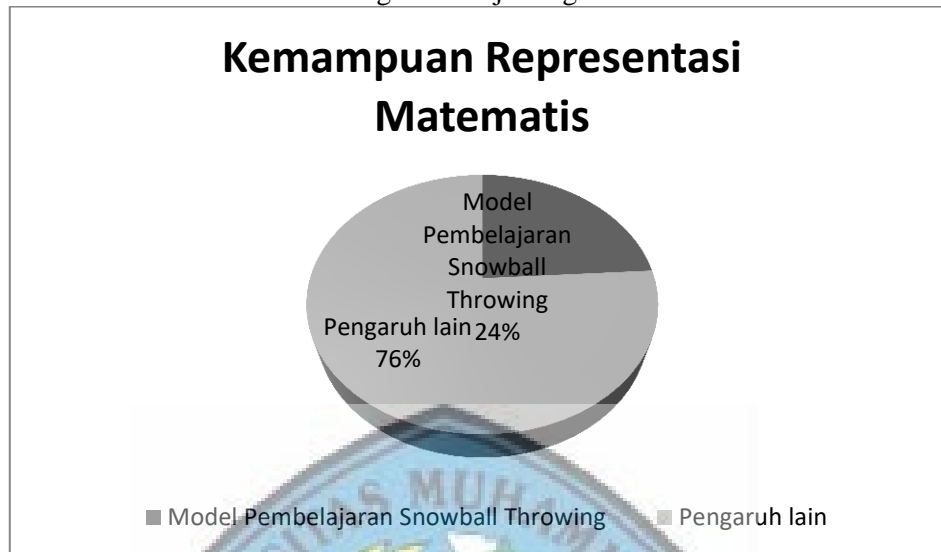 Kemampuan Representasi
Matematis
Model
Pembelajaran
Snowball
Throwing
24%
Pengaruh lain
76%
Model Pembelajaran Snowball Throwing
Pengaruh lain